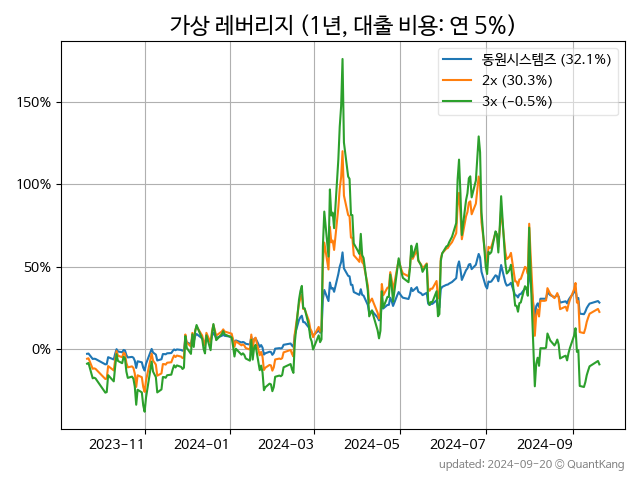 가상 레버리지 (1년, 대출 비용: 연 5%)
동원시스템즈 (32.1%)
2x (30.3%)
3x (−0.5%)
150%
100%
50%
0%
2023-11
2024-01
2024-03
2024-05
2024-07
2024-09
updated: 2024-09-20 © QuantKang